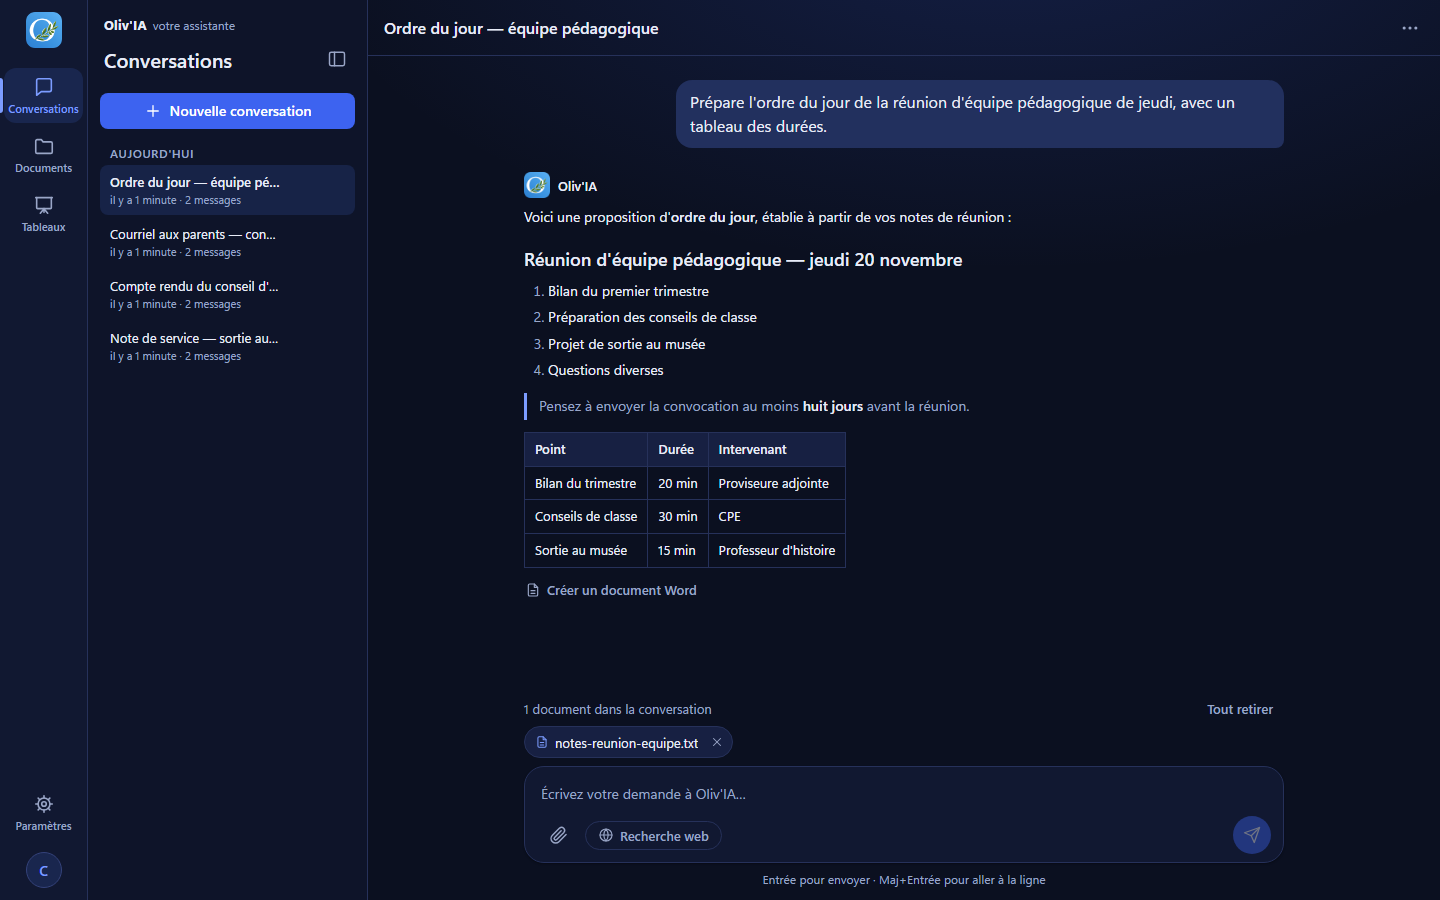 Oliv'IA votre assistante
Conversations
Nouvelle conversation
AUJOURD'HUI
Ordre du jour — équipe pé...
il y a 1 minute · 2 messages
Courriel aux parents — con...
il y a 1 minute · 2 messages
Compte rendu du conseil d'...
il y a 1 minute · 2 messages
Note de service — sortie au...
il y a 1 minute · 2 messages
Conversations
Documents
Tableaux
Paramètres
C
Ordre du jour — équipe pédagogique
Prépare l'ordre du jour de la réunion d'équipe pédagogique de jeudi, avec un
tableau des durées.
Oliv'IA
Voici une proposition d'ordre du jour, établie à partir de vos notes de réunion :
Réunion d'équipe pédagogique — jeudi 20 novembre
1. Bilan du premier trimestre
2. Préparation des conseils de classe
3. Projet de sortie au musée
4. Questions diverses
Pensez à envoyer la convocation au moins huit jours avant la réunion.
Point Durée Intervenant
Bilan du trimestre 20 min Proviseure adjointe
Conseils de classe 30 min CPE
Sortie au musée 15 min Professeur d'histoire
Créer un document Word
1 document dans la conversation Tout retirer
notes-reunion-equipe.txt
Écrivez votre demande à Oliv'IA...
Recherche web
Entrée pour envoyer · Maj+Entrée pour aller à la ligne